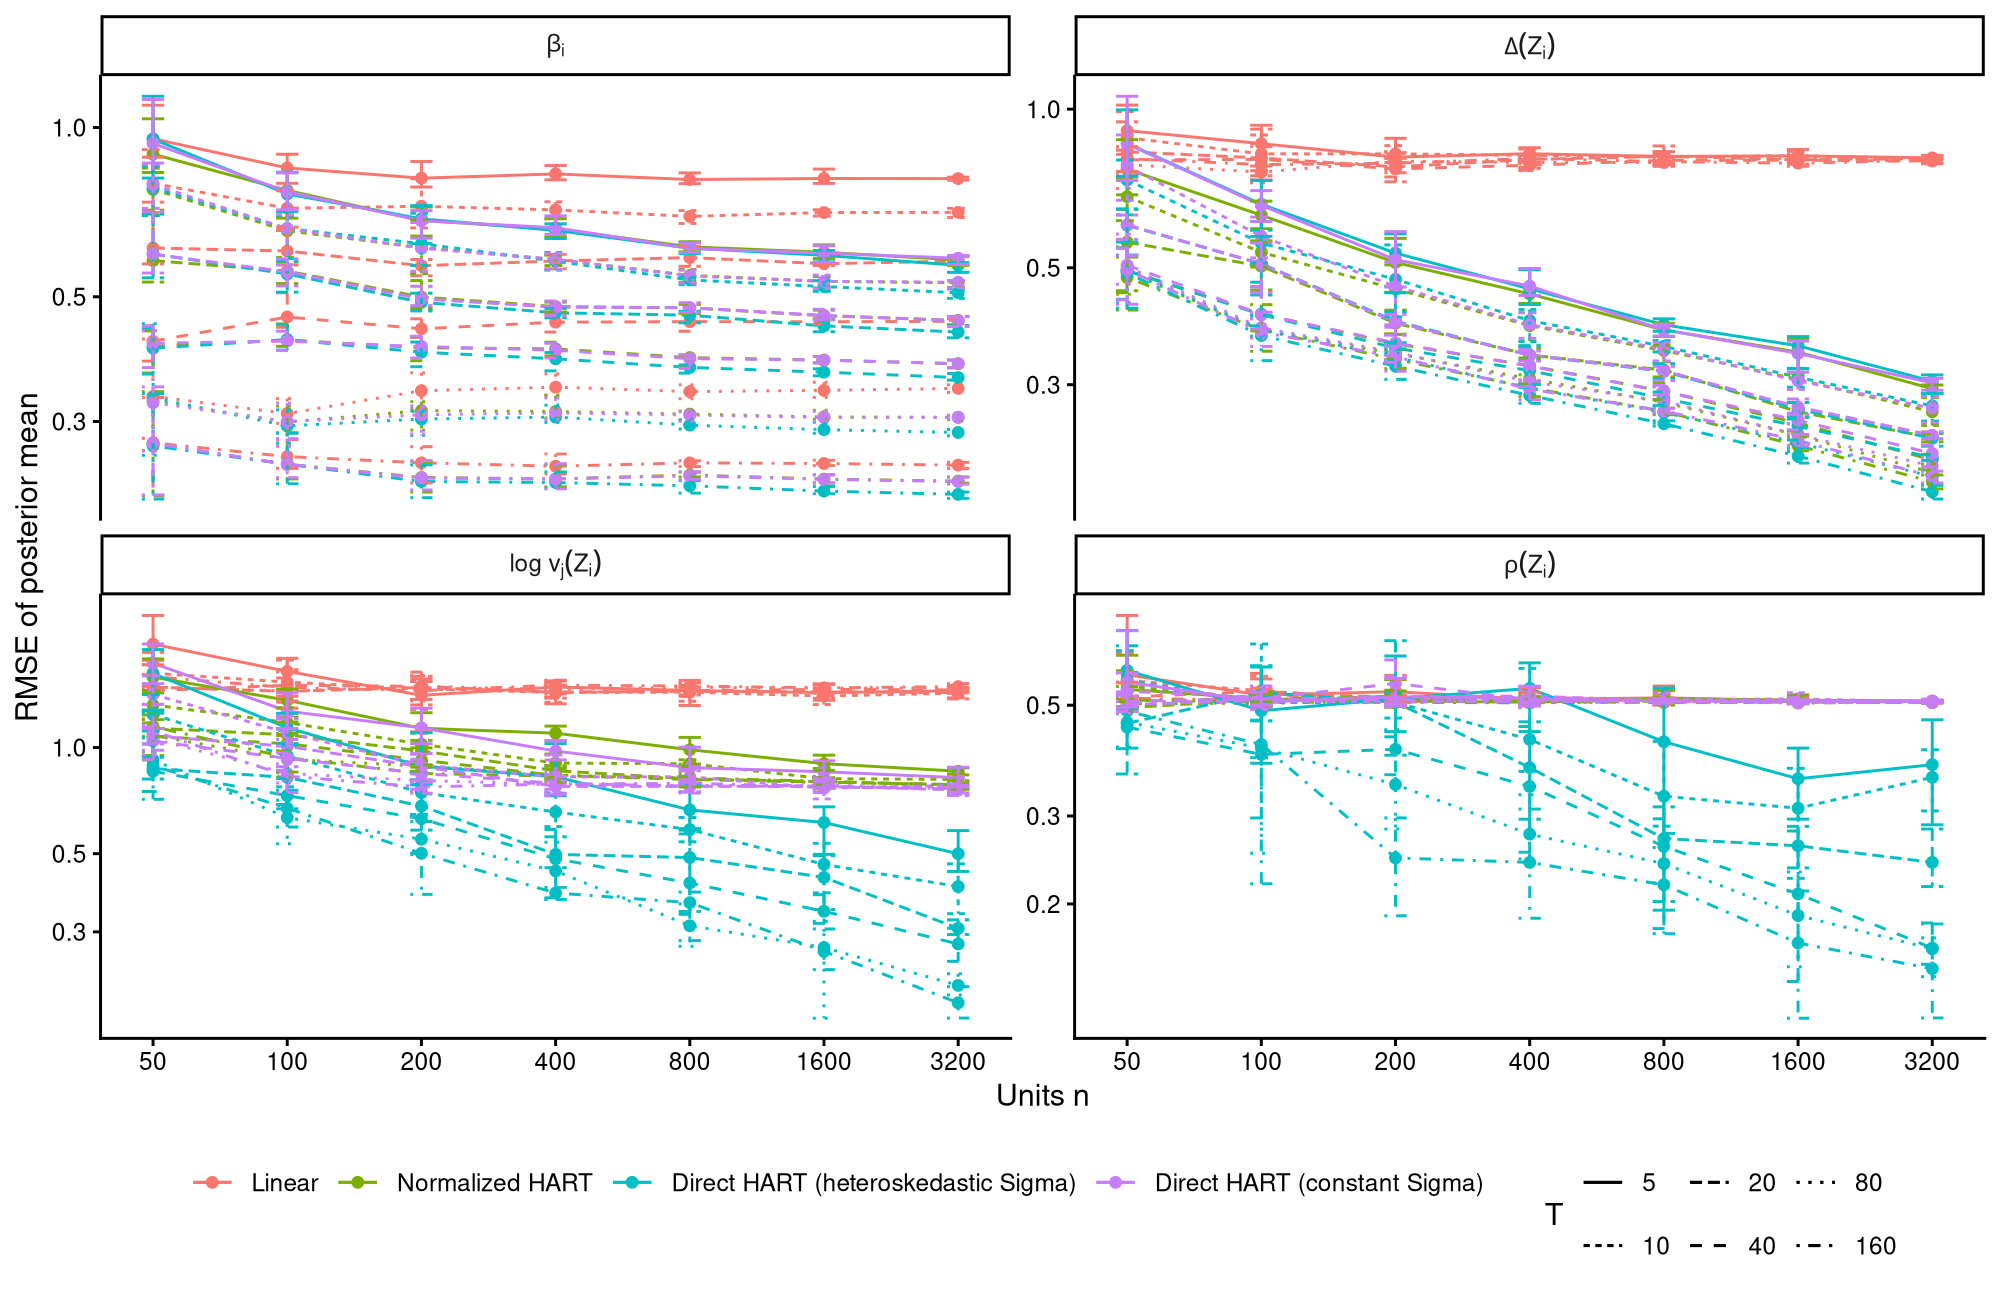 βi
Δ(Zi)
1.0
0.5
0.3
1.0
0.5
0.3
RMSE of posterior mean
log νj(Zi)
ρ(Zi)
1.0
0.5
0.3
0.5
0.3
0.2
50 100 200 400 800 1600 3200
50 100 200 400 800 1600 3200
Units n
Linear Normalized HART Direct HART (heteroskedastic Sigma) Direct HART (constant Sigma)
T
5 20 80
10 40 160